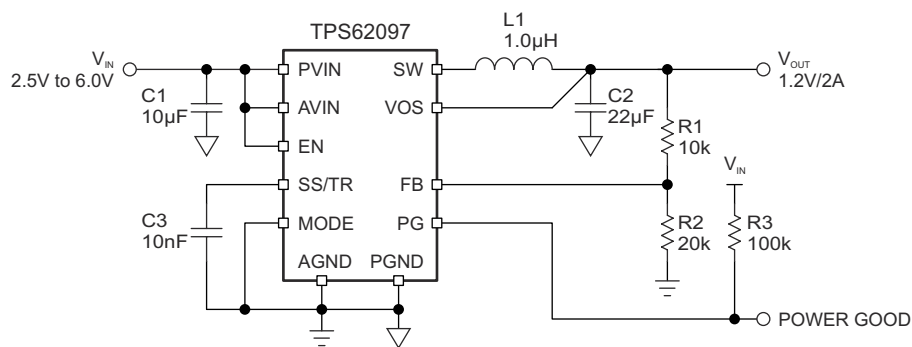 TPS62097
L1
1.0µH
VIN
2.5V to 6.0V
VOUT
1.2V/2A
PVIN
SW
C1
10µF
AVIN
VOS
C2
22µF
EN
R1
10k
VIN
SS/TR
FB
C3
10nF
MODE
PG
R2
20k
R3
100k
AGND
PGND
POWER GOOD